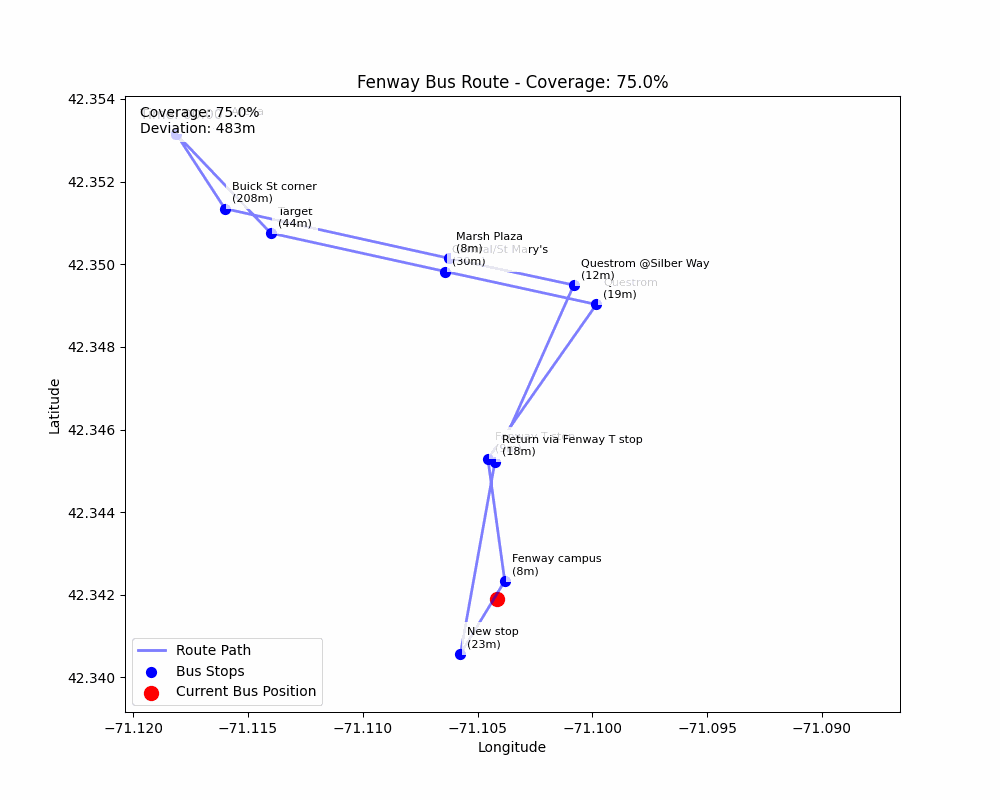 Fenway Bus Route - Coverage: 75.0%
42.354
42.352
42.350
42.348
42.346
42.344
42.342
42.340
Latitude
Coverage: 75.0%
Deviation: 483m
Buick St corner
(208m)
Target
(44m)
Marsh Plaza
(8m)
Mary's
(30m)
Questrom @Silber Way
(12m)
Questrom
(19m)
Return via Fenway T stop
(18m)
Fenway campus
(8m)
New stop
(23m)
Route Path
Bus Stops
Current Bus Position
−71.120
−71.115
−71.110
−71.105
−71.100
−71.095
−71.090
Longitude